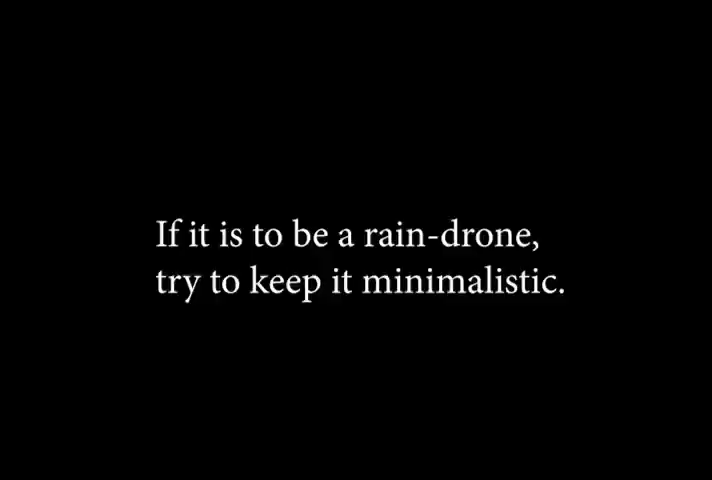 If it is to be a rain-drone,
try to keep it minimalistic.